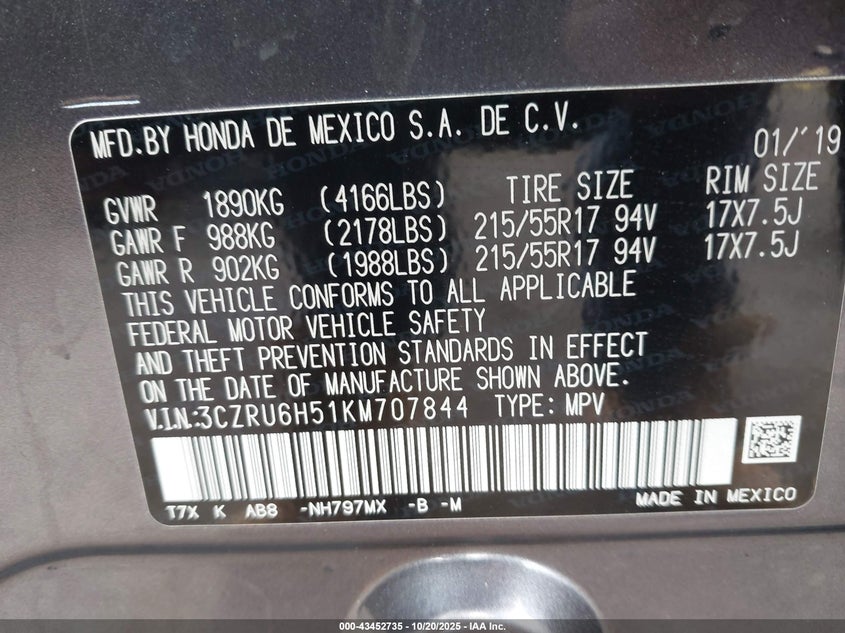 MFD.BY HONDA DE MEXICO S.A. DE C.V.
01/'19
GVWR 1890KG (4166LBS) TIRE SIZE RIM SIZE
GAWR F 988KG (2178LBS) 215/55R17 94V 17X7.5J
GAWR R 902KG (1988LBS) 215/55R17 94V 17X7.5J
THIS VEHICLE CONFORMS TO ALL APPLICABLE
FEDERAL MOTOR VEHICLE SAFETY
AND THEFT PREVENTION STANDARDS IN EFFECT
ON THE DATE OF MANUFACTURE SHOWN ABOVE.
V.I.N:3CZRU6H51KM707844 TYPE: MPV
T7X K AB8 -NH797MX -B -M MADE IN MEXICO
000-43452735 - 10/20/2025 - IAA Inc.